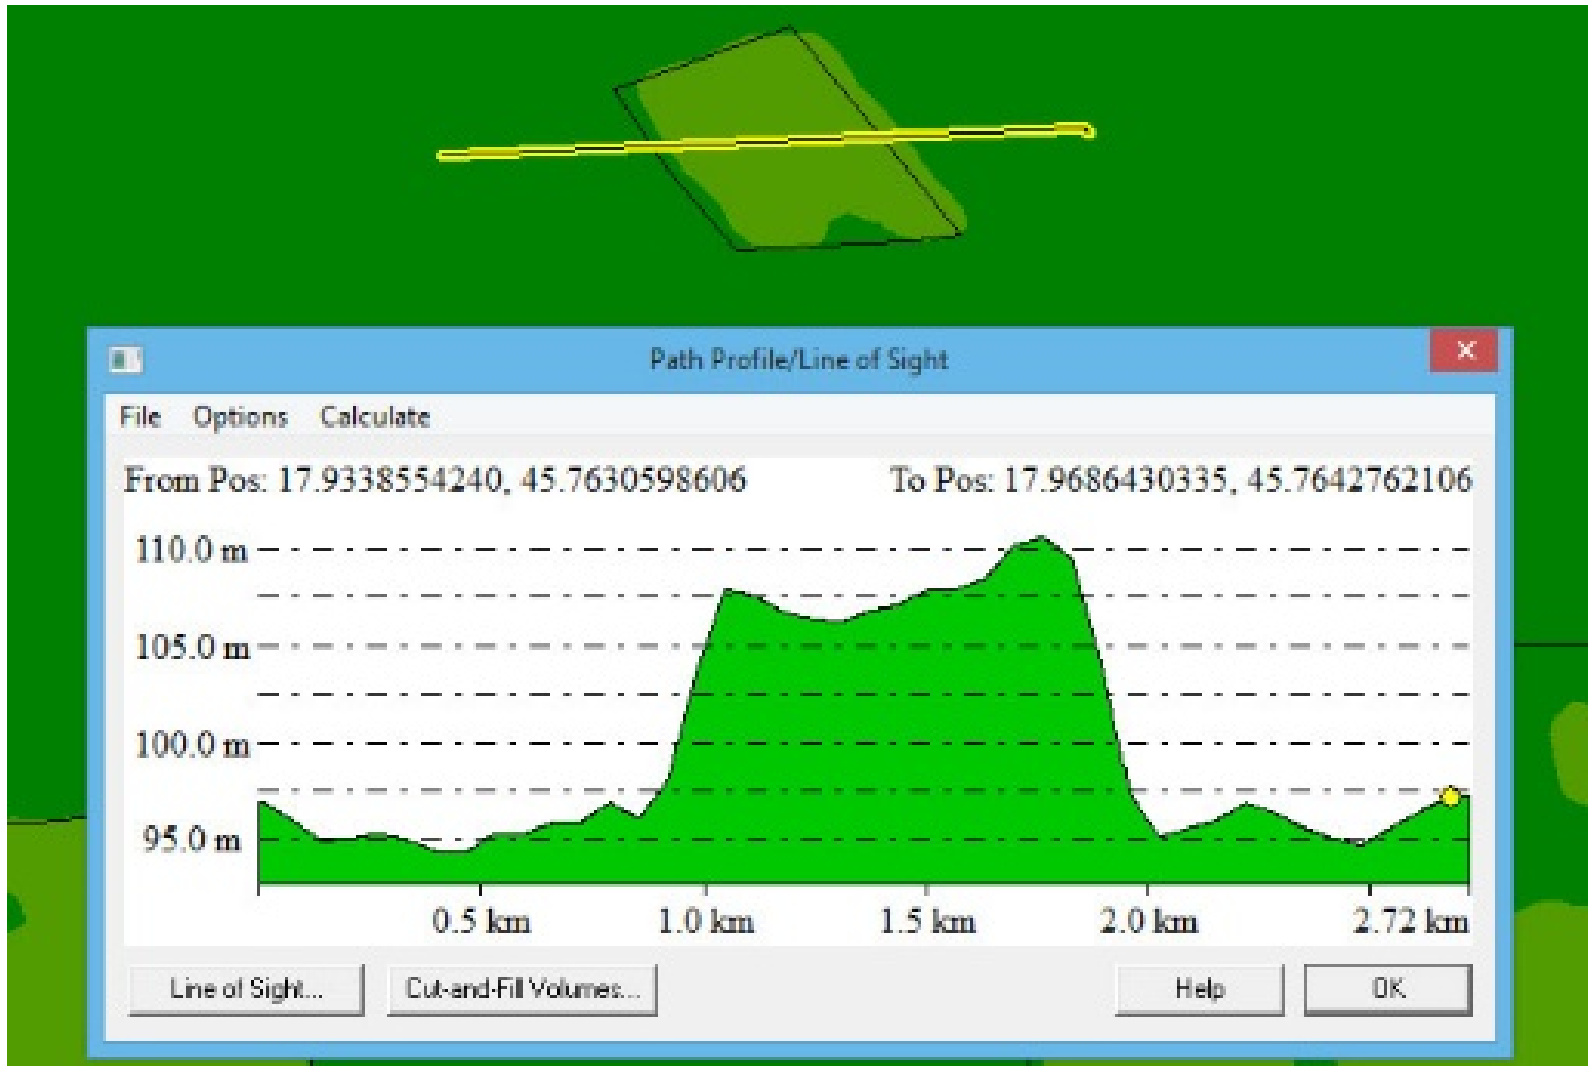 Path Profile/Line of Sight
File Options Calculate
From Pos: 17.9338554240, 45.7630598606 To Pos: 17.9686430335, 45.7642762106
110.0 m
105.0 m
100.0 m
95.0 m
0.5 km 1.0 km 1.5 km 2.0 km 2.72 km
Line of Sight... Cut-and-Fill Volumes... Help OK